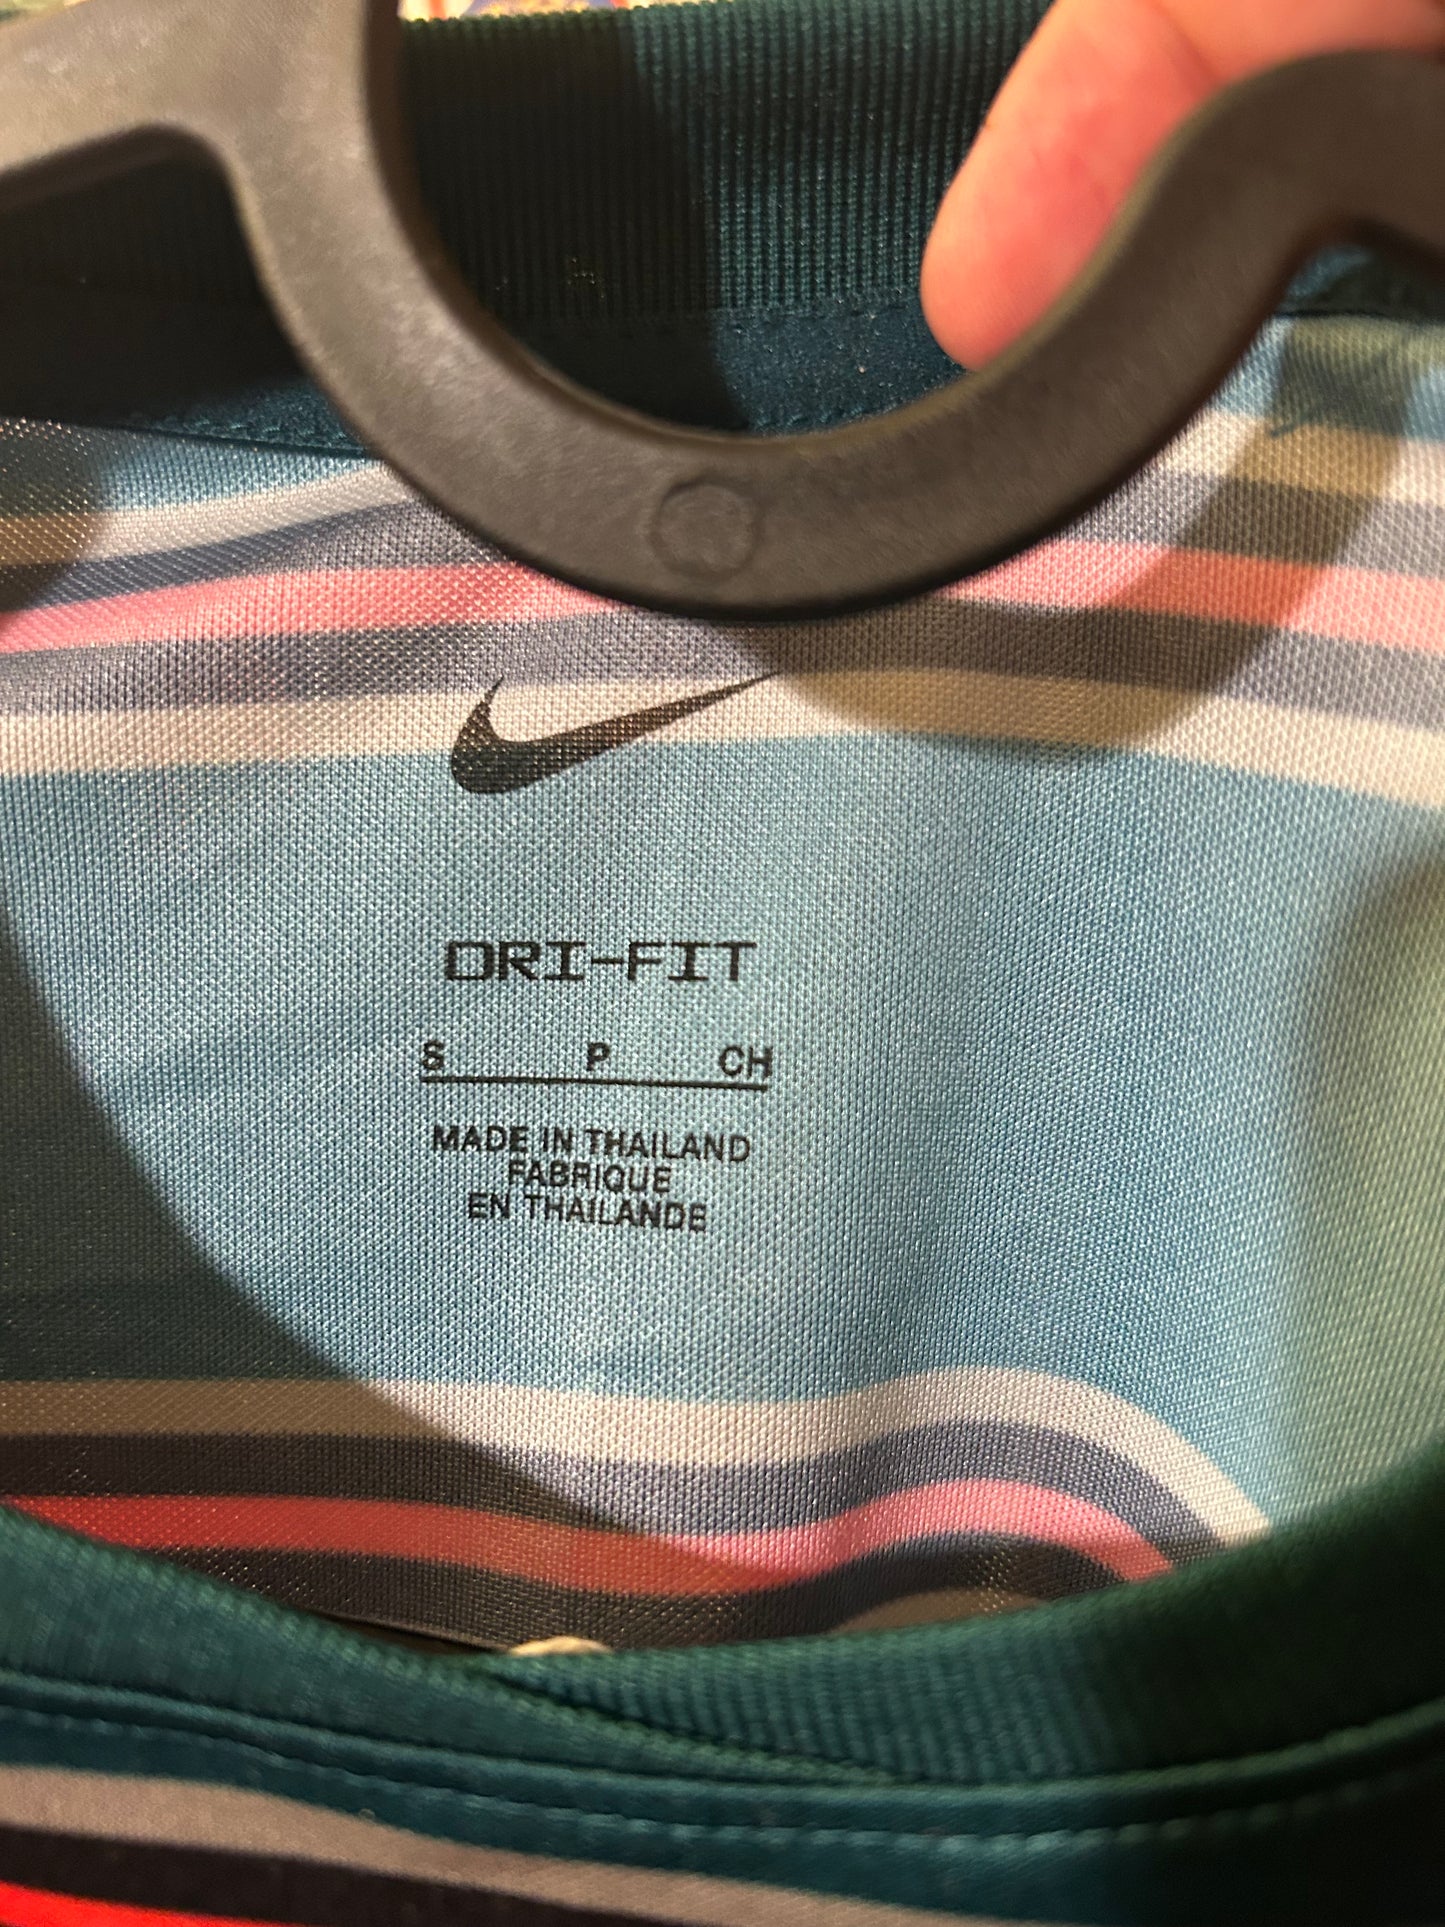 DRI-FIT
S P CH
MADE IN THAILAND
FABRIQUE
EN THAILANDE